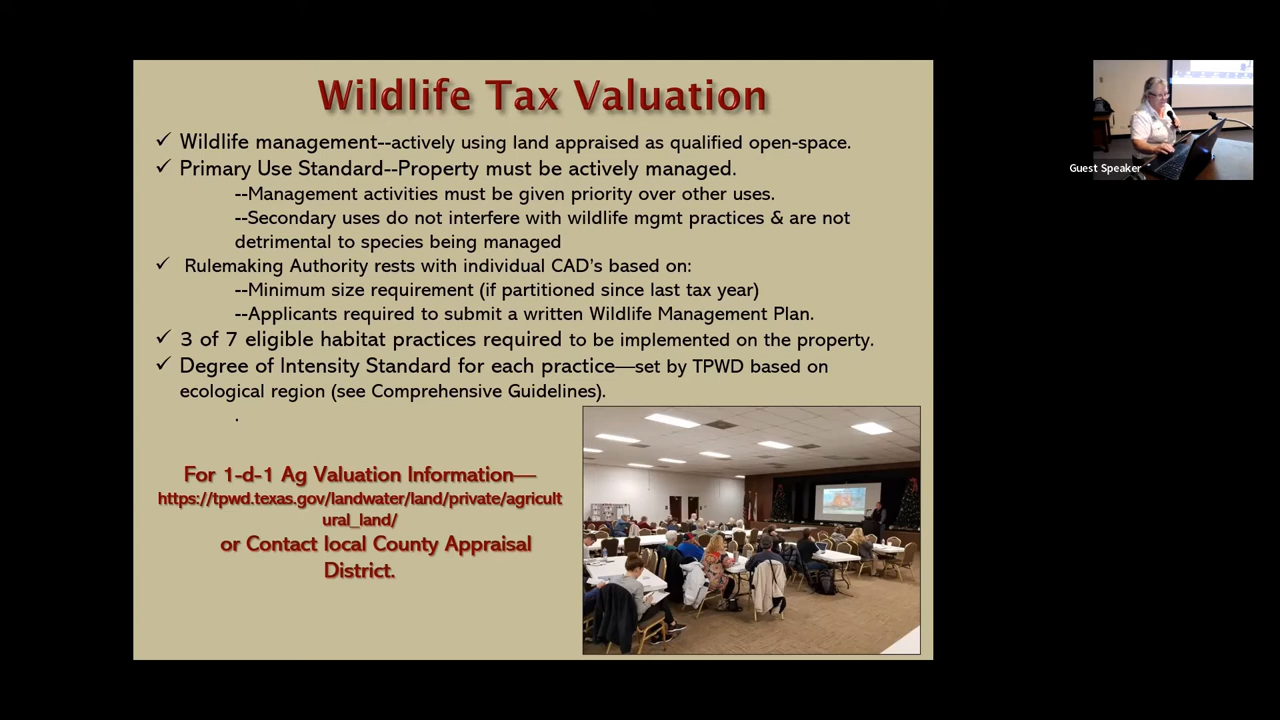 Wildlife Tax Valuation
✓ Wildlife management--actively using land appraised as qualified open-space.
✓ Primary Use Standard--Property must be actively managed.
--Management activities must be given priority over other uses.
--Secondary uses do not interfere with wildlife mgmt practices & are not
detrimental to species being managed
✓ Rulemaking Authority rests with individual CAD's based on:
--Minimum size requirement (if partitioned since last tax year)
--Applicants required to submit a written Wildlife Management Plan.
✓ 3 of 7 eligible habitat practices required to be implemented on the property.
✓ Degree of Intensity Standard for each practice—set by TPWD based on
ecological region (see Comprehensive Guidelines).
.
For 1-d-1 Ag Valuation Information—
https://tpwd.texas.gov/landwater/land/private/agricult
ural_land/
or Contact local County Appraisal
District.
Guest Speaker